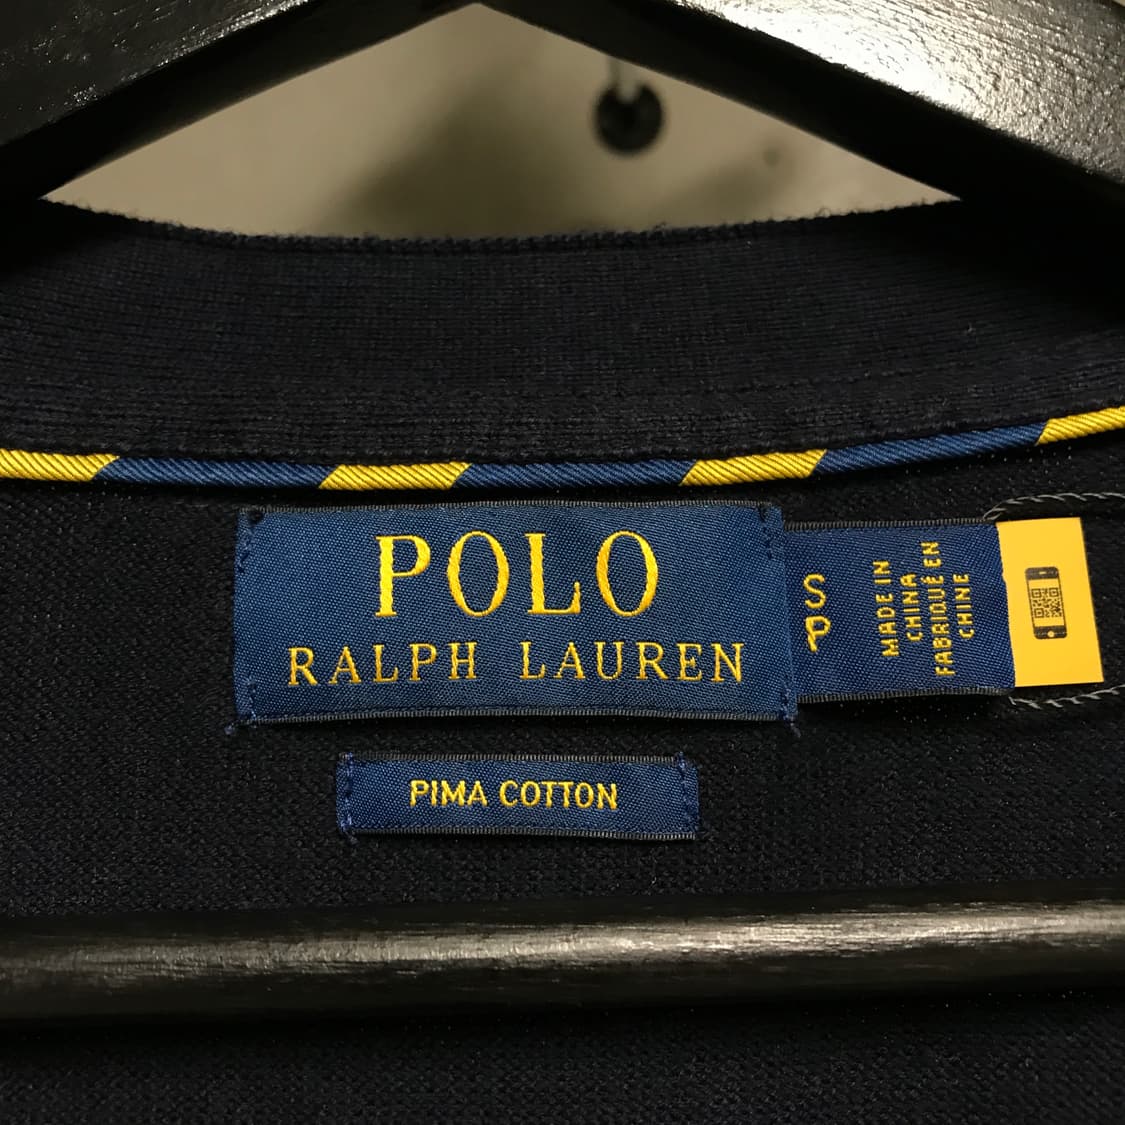 POLO
RALPH LAUREN
S
P
MADE IN
CHINA
FABRIQUÉ EN
CHINE
PIMA COTTON